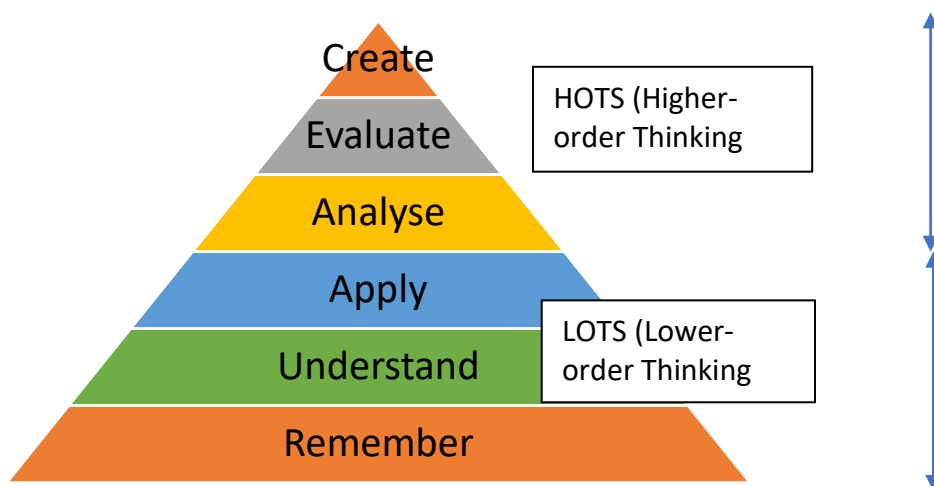 Create
Evaluate
Analyse
Apply
Understand
Remember
HOTS (Higher-
order Thinking
LOTS (Lower-
order Thinking